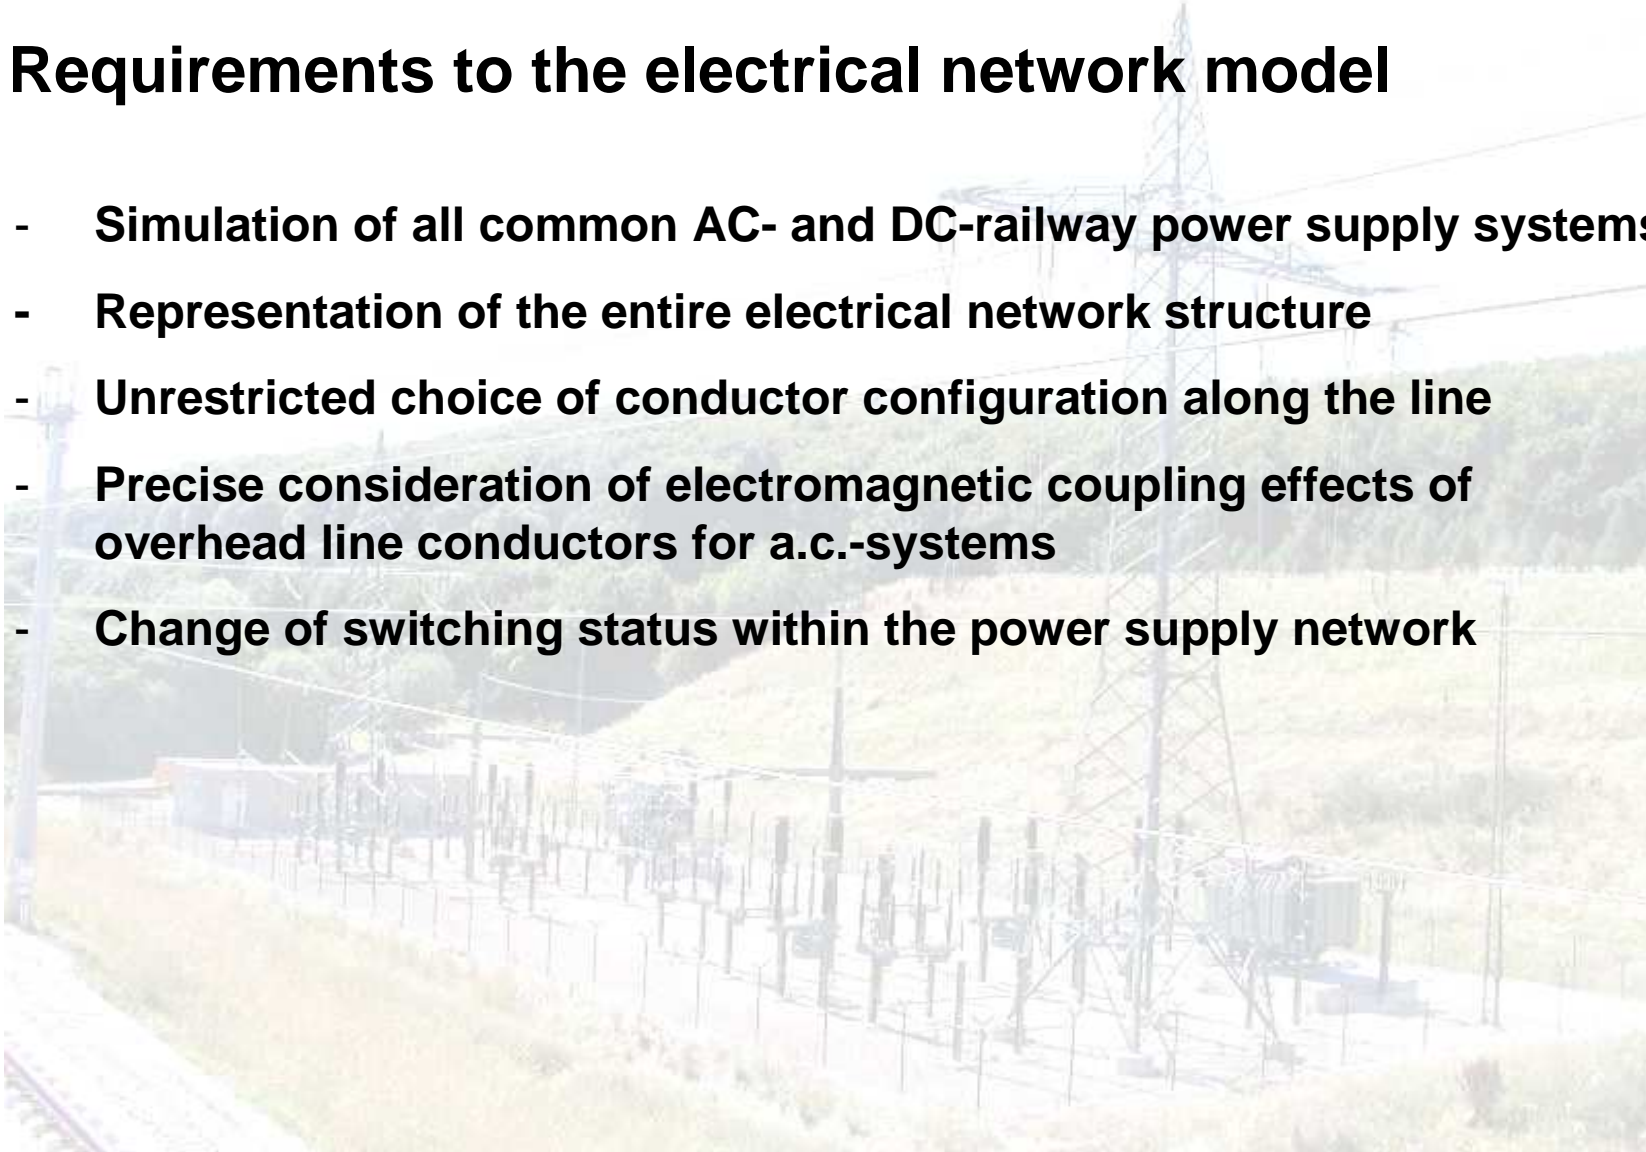 Requirements to the electrical network model
- Simulation of all common AC- and DC-railway power supply systems
- Representation of the entire electrical network structure
- Unrestricted choice of conductor configuration along the line
- Precise consideration of electromagnetic coupling effects of
overhead line conductors for a.c.-systems
- Change of switching status within the power supply network